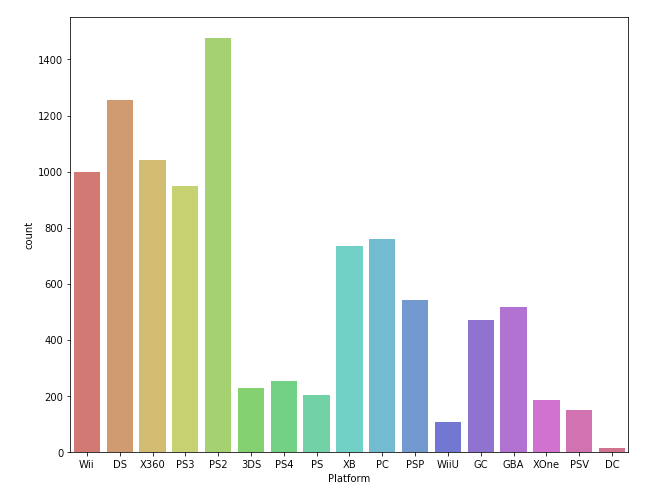 1400
1200
1000
800
600
400
200
0
count
Wii DS X360 PS3 PS2 3DS PS4 PS XB PC PSP WiiU GC GBA XOne PSV DC
Platform